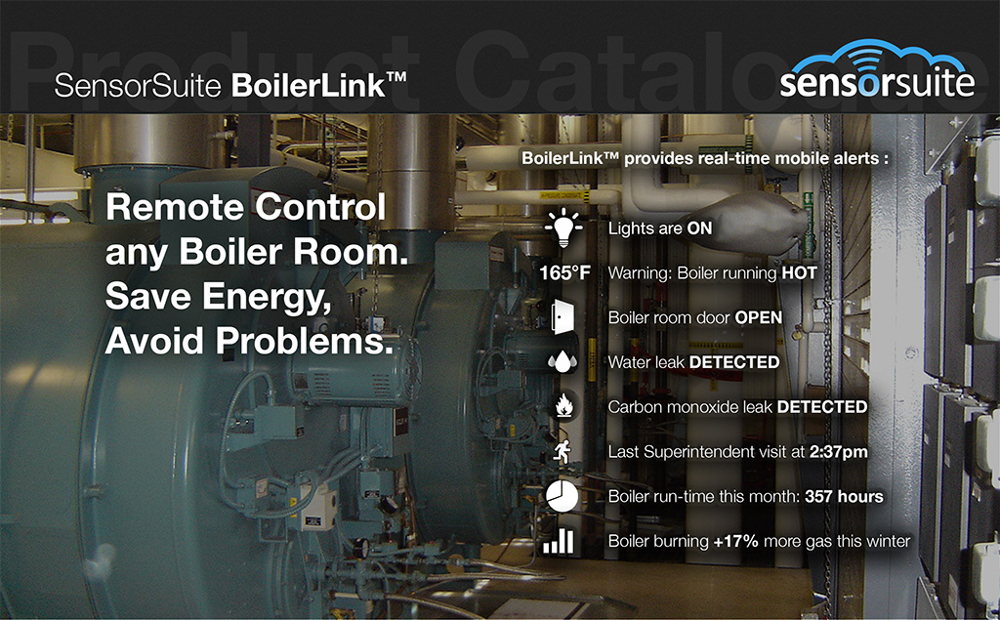 Product Catalogue
SensorSuite BoilerLink™
sensorsuite
BoilerLink™ provides real-time mobile alerts :
Remote Control
any Boiler Room.
Save Energy,
Avoid Problems.
Lights are ON
165°F Warning: Boiler running HOT
Boiler room door OPEN
Water leak DETECTED
Carbon monoxide leak DETECTED
Last Superintendent visit at 2:37pm
Boiler run-time this month: 357 hours
Boiler burning +17% more gas this winter